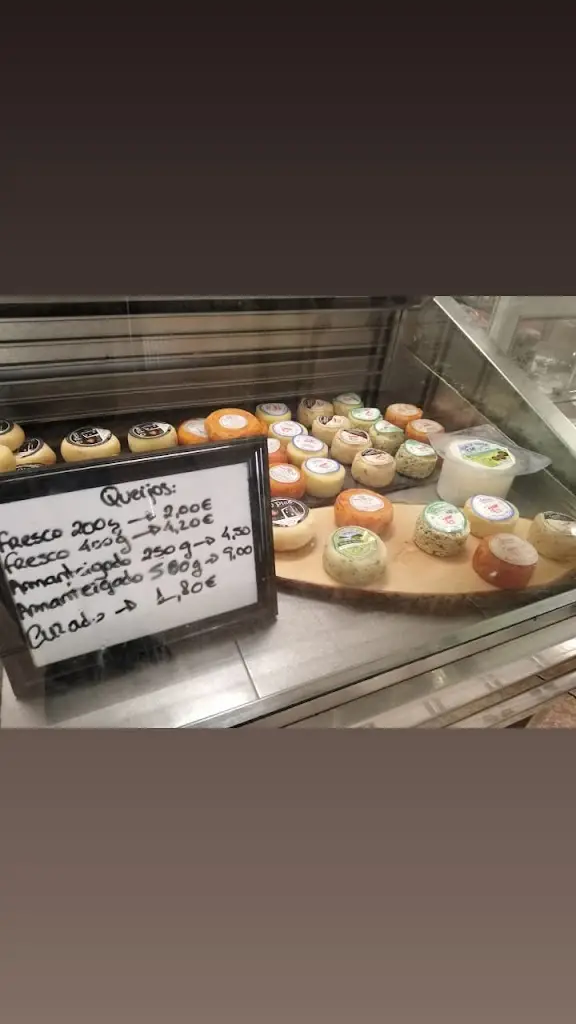 Queijos:
Fresco 200g → 2,00€
Fresco 400g → 4,20€
Amanteigado 250g → 4,50
Amanteigado 500g → 9,00
Curado → 1,80€